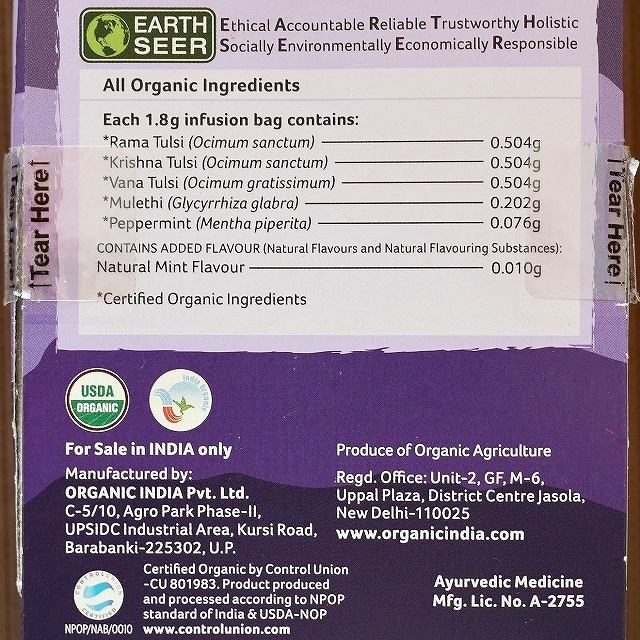 EARTH SEER
Ethical Accountable Reliable Trustworthy Holistic
Socially Environmentally Economically Responsible
All Organic Ingredients
Each 1.8g infusion bag contains:
*Rama Tulsi (Ocimum sanctum) 0.504g
*Krishna Tulsi (Ocimum sanctum) 0.504g
*Vana Tulsi (Ocimum gratissimum) 0.504g
*Mulethi (Glycyrrhiza glabra) 0.202g
*Peppermint (Mentha piperita) 0.076g
CONTAINS ADDED FLAVOUR (Natural Flavours and Natural Flavouring Substances):
Natural Mint Flavour 0.010g
*Certified Organic Ingredients
|Tear Here|
|Tear Here|
USDA
ORGANIC
India Organic
For Sale in INDIA only
Manufactured by:
ORGANIC INDIA Pvt. Ltd.
C-5/10, Agro Park Phase-II,
UPSIDC Industrial Area, Kursi Road,
Barabanki-225302, U.P.
Produce of Organic Agriculture
Regd. Office: Unit-2, GF, M-6,
Uppal Plaza, District Centre Jasola,
New Delhi-110025
www.organicindia.com
CONTROLUNION
CERTIFIED
NPOP/NAB/0010
Certified Organic by Control Union
-CU 801983. Product produced
and processed according to NPOP
standard of India & USDA-NOP
www.controlunion.com
Ayurvedic Medicine
Mfg. Lic. No. A-2755